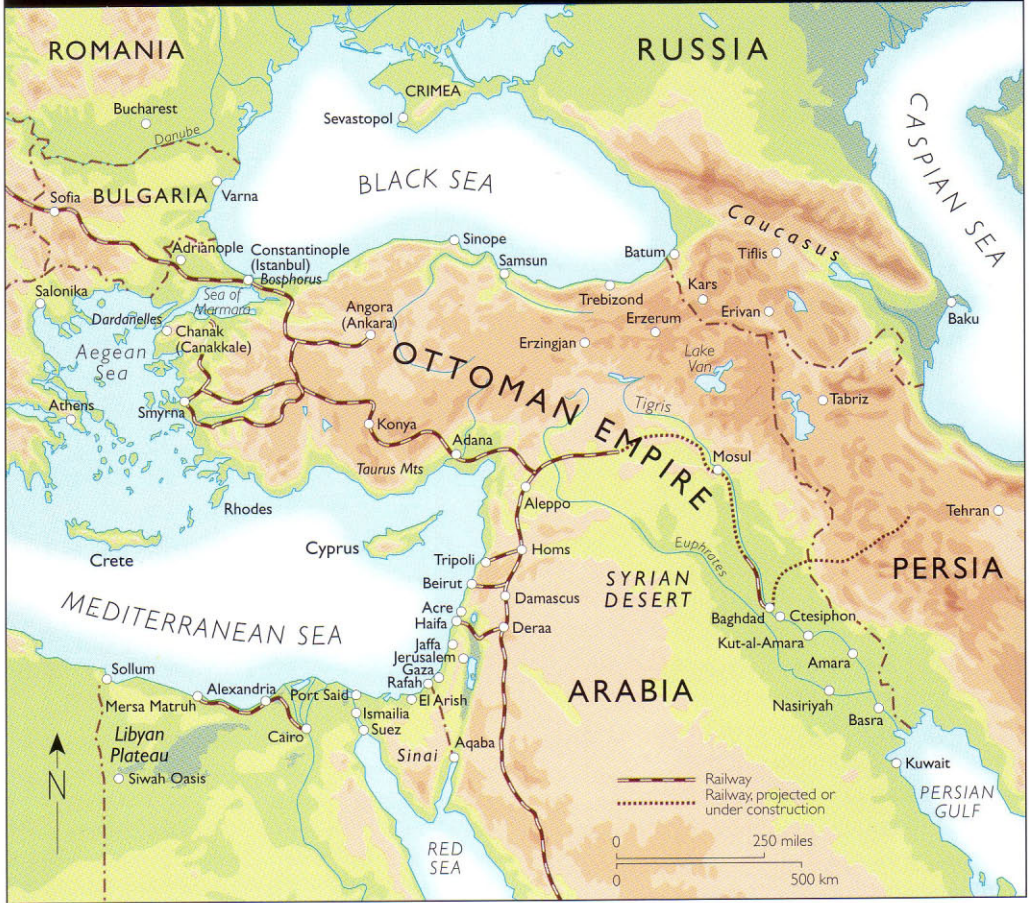 ROMANIA
RUSSIA
CRIMEA
Bucharest
Danube
Sevastopol
CASPIAN SEA
BLACK SEA
BULGARIA
Varna
Sofia
Caucasus
Adrianople
Constantinople
(Istanbul)
Bosphorus
Sinope
Samsun
Batum
Tiflis
Salonika
Sea of
Marmara
Dardanelles
Angora
(Ankara)
Trebizond
Kars
Erzerum
Erivan
Baku
Chanak
(Canakkale)
Aegean
Sea
Erzingjan
Lake
Van
OTTOMAN EMPIRE
Athens
Smyrna
Tigris
Tabriz
Konya
Adana
Taurus Mts
Mosul
Rhodes
Aleppo
Tehran
Crete
Cyprus
Tripoli
Homs
Euphrates
PERSIA
Beirut
SYRIAN
DESERT
MEDITERRANEAN SEA
Damascus
Acre
Haifa
Deraa
Baghdad
Ctesiphon
Kut-al-Amara
Jaffa
Jerusalem
Gaza
Rafah
Amara
Sollum
Alexandria
Port Said
El Arish
ARABIA
Nasiriyah
Basra
Mersa Matruh
Ismailia
Suez
Cairo
Libyan
Plateau
Sinai
Aqaba
Kuwait
N
Siwah Oasis
PERSIAN
GULF
Railway
Railway, projected or
under construction
RED
SEA
0 250 miles
0 500 km